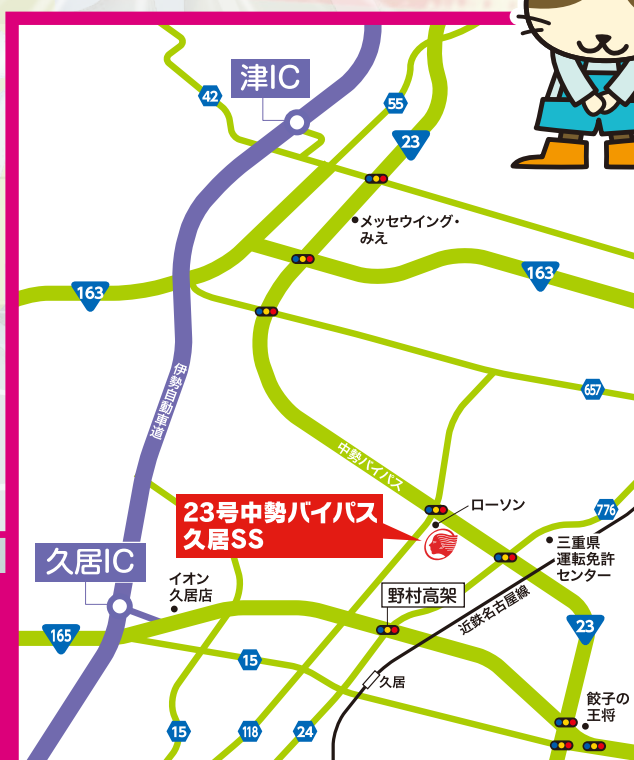 津IC
42
55
23
メッセウイング・
みえ
163
163
伊勢自動車道
657
中勢バイパス
ローソン
23号中勢バイパス
久居SS
776
三重県
運転免許
センター
久居IC
イオン
久居店
野村高架
近鉄名古屋線
165
23
15
久居
餃子の
王将
15
118
24